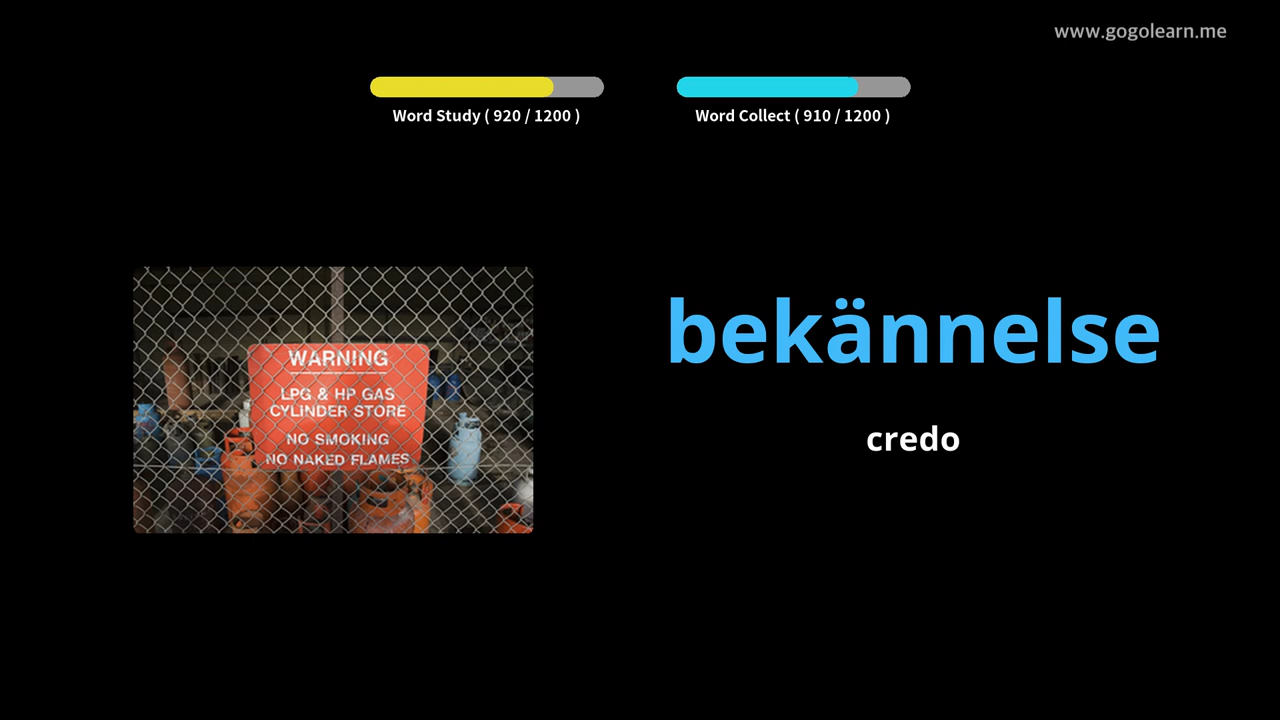 www.gogolearn.me
Word Study ( 920 / 1200 )
Word Collect ( 910 / 1200 )
WARNING
LPG & HP GAS
CYLINDER STORE
NO SMOKING
NO NAKED FLAMES
bekännelse
credo